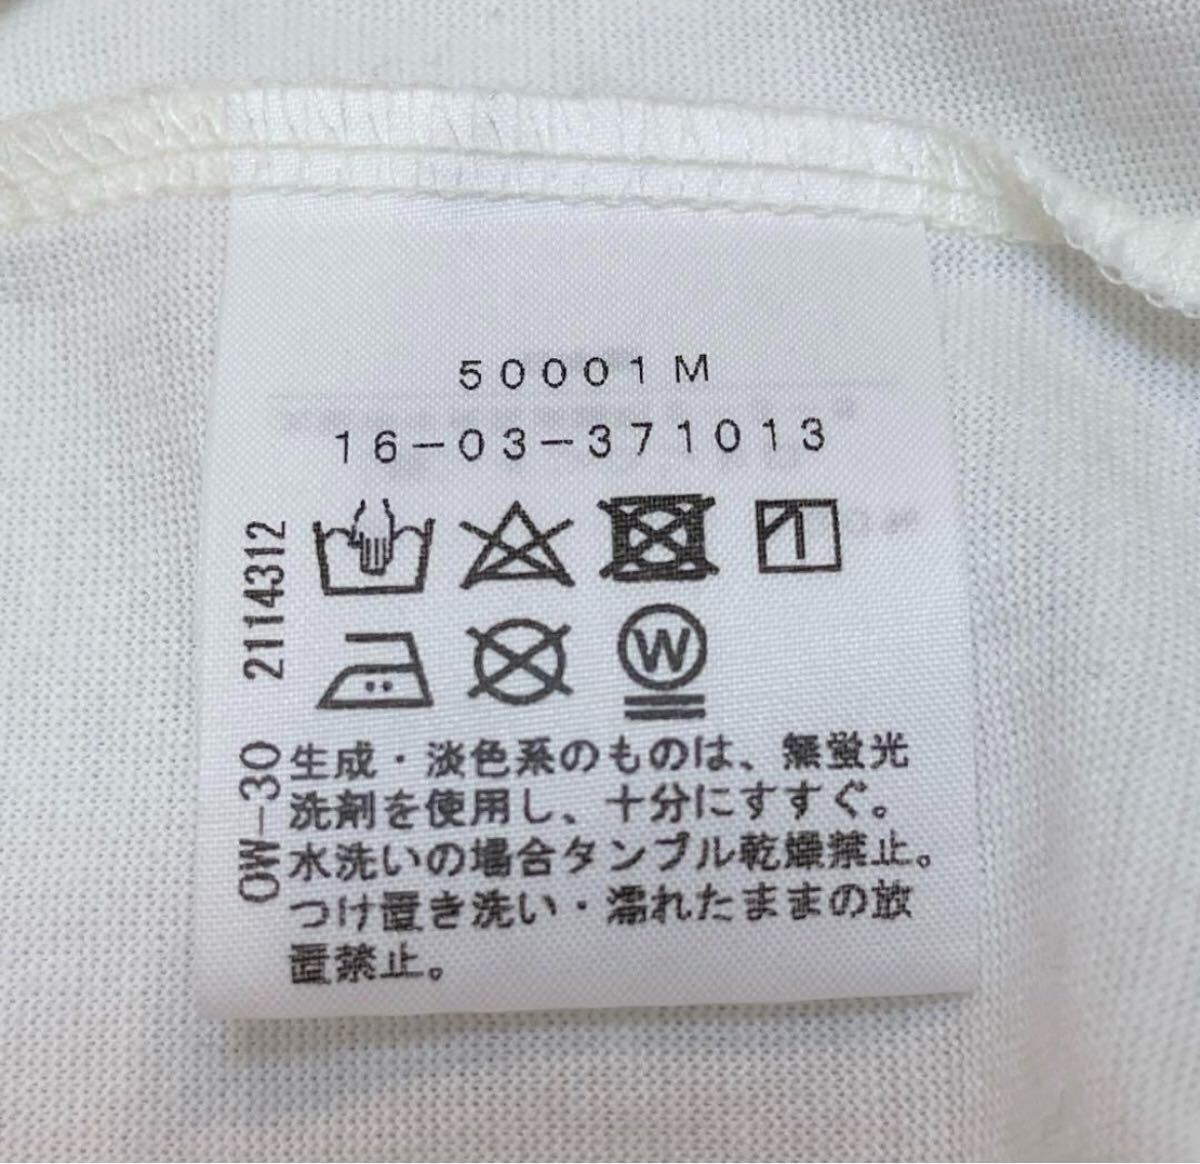 50001M
16-03-371013
W
生成・淡色系のものは、無蛍光
洗剤を使用し、十分にすすぐ。
水洗いの場合タンブル乾燥禁止。
つけ置き洗い・濡れたままの放
置禁止。
OW-30 2114312